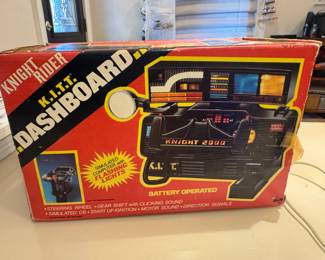 KNIGHT RIDER
K.I.T.T.
DASHBOARD
KNIGHT 2000
K.I.T.T.
SIMULATED
COMPUTER
FLASHING
LIGHTS
BATTERY OPERATED
•STEERING WHEEL •GEAR SHIFT with CLICKING SOUND
•SIMULATED CB •START UP IGNITION •MOTOR SOUND •DIRECTION SIGNALS